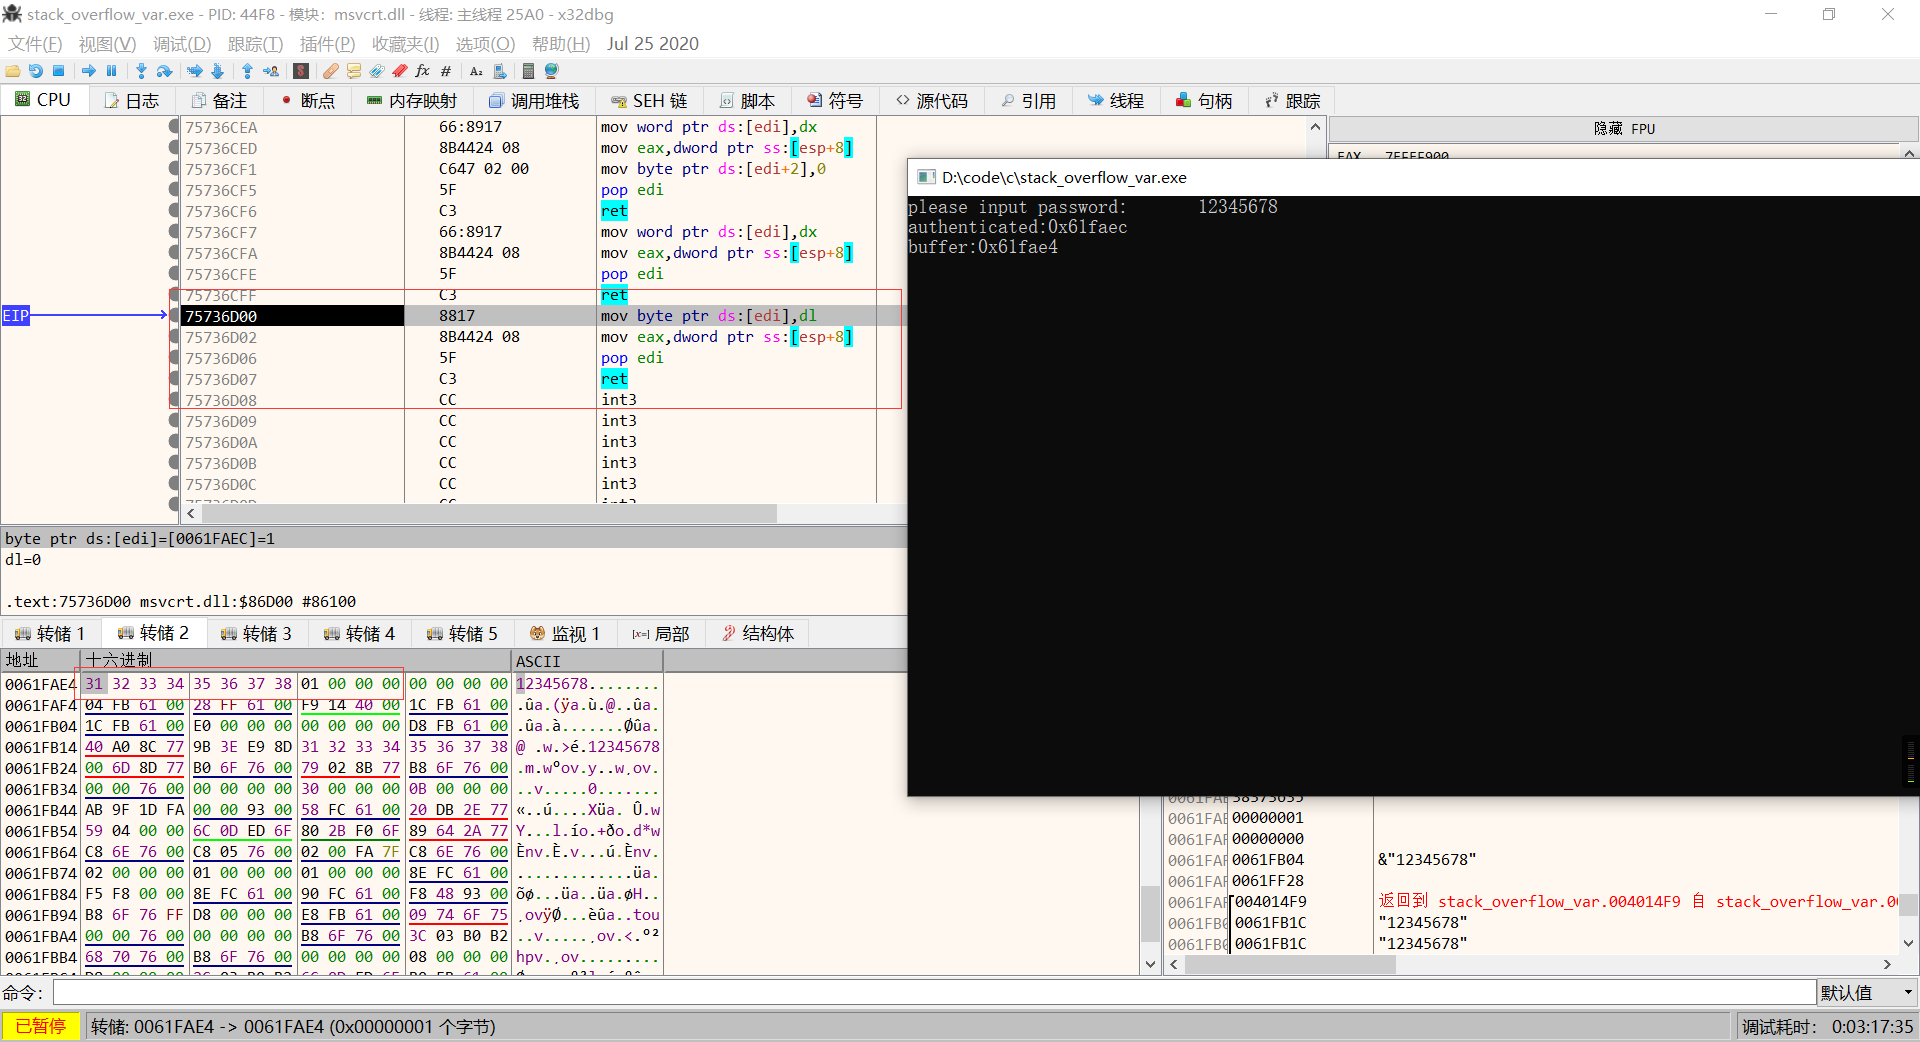 stack_overflow_var.exe - PID: 44F8 - 模块: msvcrt.dll - 线程: 主线程 25A0 - x32dbg
文件(F) 视图(V) 调试(D) 跟踪(T) 插件(P) 收藏夹(I) 选项(O) 帮助(H) Jul 25 2020
CPU 日志 备注 断点 内存映射 调用堆栈 SEH 链 脚本 符号 源代码 引用 线程 句柄 跟踪
75736CEA 66:8917 mov word ptr ds:[edi],dx
75736CED 8B4424 08 mov eax,dword ptr ss:[esp+8]
75736CF1 C647 02 00 mov byte ptr ds:[edi+2],0
75736CF5 5F pop edi
75736CF6 C3 ret
75736CF7 66:8917 mov word ptr ds:[edi],dx
75736CFA 8B4424 08 mov eax,dword ptr ss:[esp+8]
75736CFE 5F pop edi
75736CFF C3 ret
EIP 75736D00 8817 mov byte ptr ds:[edi],dl
75736D02 8B4424 08 mov eax,dword ptr ss:[esp+8]
75736D06 5F pop edi
75736D07 C3 ret
75736D08 CC int3
75736D09 CC int3
75736D0A CC int3
75736D0B CC int3
75736D0C CC int3
隐藏 FPU
D:\code\c\stack_overflow_var.exe
please input password: 12345678
authenticated:0x61faec
buffer:0x61fae4
byte ptr ds:[edi]=[0061FAEC]=1
dl=0
.text:75736D00 msvcrt.dll:$86D00 #86100
转储 1 转储 2 转储 3 转储 4 转储 5 监视 1 [x=] 局部 结构体
地址 十六进制 ASCII
0061FAE4 31 32 33 34 35 36 37 38 01 00 00 00 00 00 00 00 12345678........
0061FAF4 04 FB 61 00 28 FF 61 00 F9 14 40 00 1C FB 61 00 .ûa.(ÿa.ù.@..ûa.
0061FB04 1C FB 61 00 E0 00 00 00 00 00 00 00 D8 FB 61 00 .ûa.à.......Øûa.
0061FB14 40 A0 8C 77 9B 3E E9 8D 31 32 33 34 35 36 37 38 @ .w.>é.12345678
0061FB24 00 6D 8D 77 B0 6F 76 00 79 02 8B 77 B8 6F 76 00 .m.w°ov.y..w¸ov.
0061FB34 00 00 76 00 00 00 00 00 30 00 00 00 0B 00 00 00 ..v.....0.......
0061FB44 AB 9F 1D FA 00 00 93 00 58 FC 61 00 20 DB 2E 77 «..ú....Xüa. Û.w
0061FB54 59 04 00 00 6C 0D ED 6F 80 2B F0 6F 89 64 2A 77 Y...l.ío.+ðo.d*w
0061FB64 C8 6E 76 00 C8 05 76 00 02 00 FA 7F C8 6E 76 00 Ènv.È.v...ú.Ènv.
0061FB74 02 00 00 00 01 00 00 00 01 00 00 00 8E FC 61 00 .............üa.
0061FB84 F5 F8 00 00 8E FC 61 00 90 FC 61 00 F8 48 93 00 õø...üa..üa.øH..
0061FB94 B8 6F 76 FF D8 00 00 00 E8 FB 61 00 09 74 6F 75 ¸ovÿØ...èûa..tou
0061FBA4 00 00 76 00 00 00 00 00 B8 6F 76 00 3C 03 B0 B2 ..v.....¸ov.<.°²
0061FBB4 68 70 76 00 B8 6F 76 00 00 00 00 00 08 00 00 00 hpv.¸ov.........
00000001
00000000
0061FB04 &"12345678"
0061FF28
004014F9 返回到 stack_overflow_var.004014F9 自 stack_overflow_var.00
0061FB1C "12345678"
0061FB1C "12345678"
命令: 默认值
已暂停 转储: 0061FAE4 -> 0061FAE4 (0x00000001 个字节) 调试耗时: 0:03:17:35